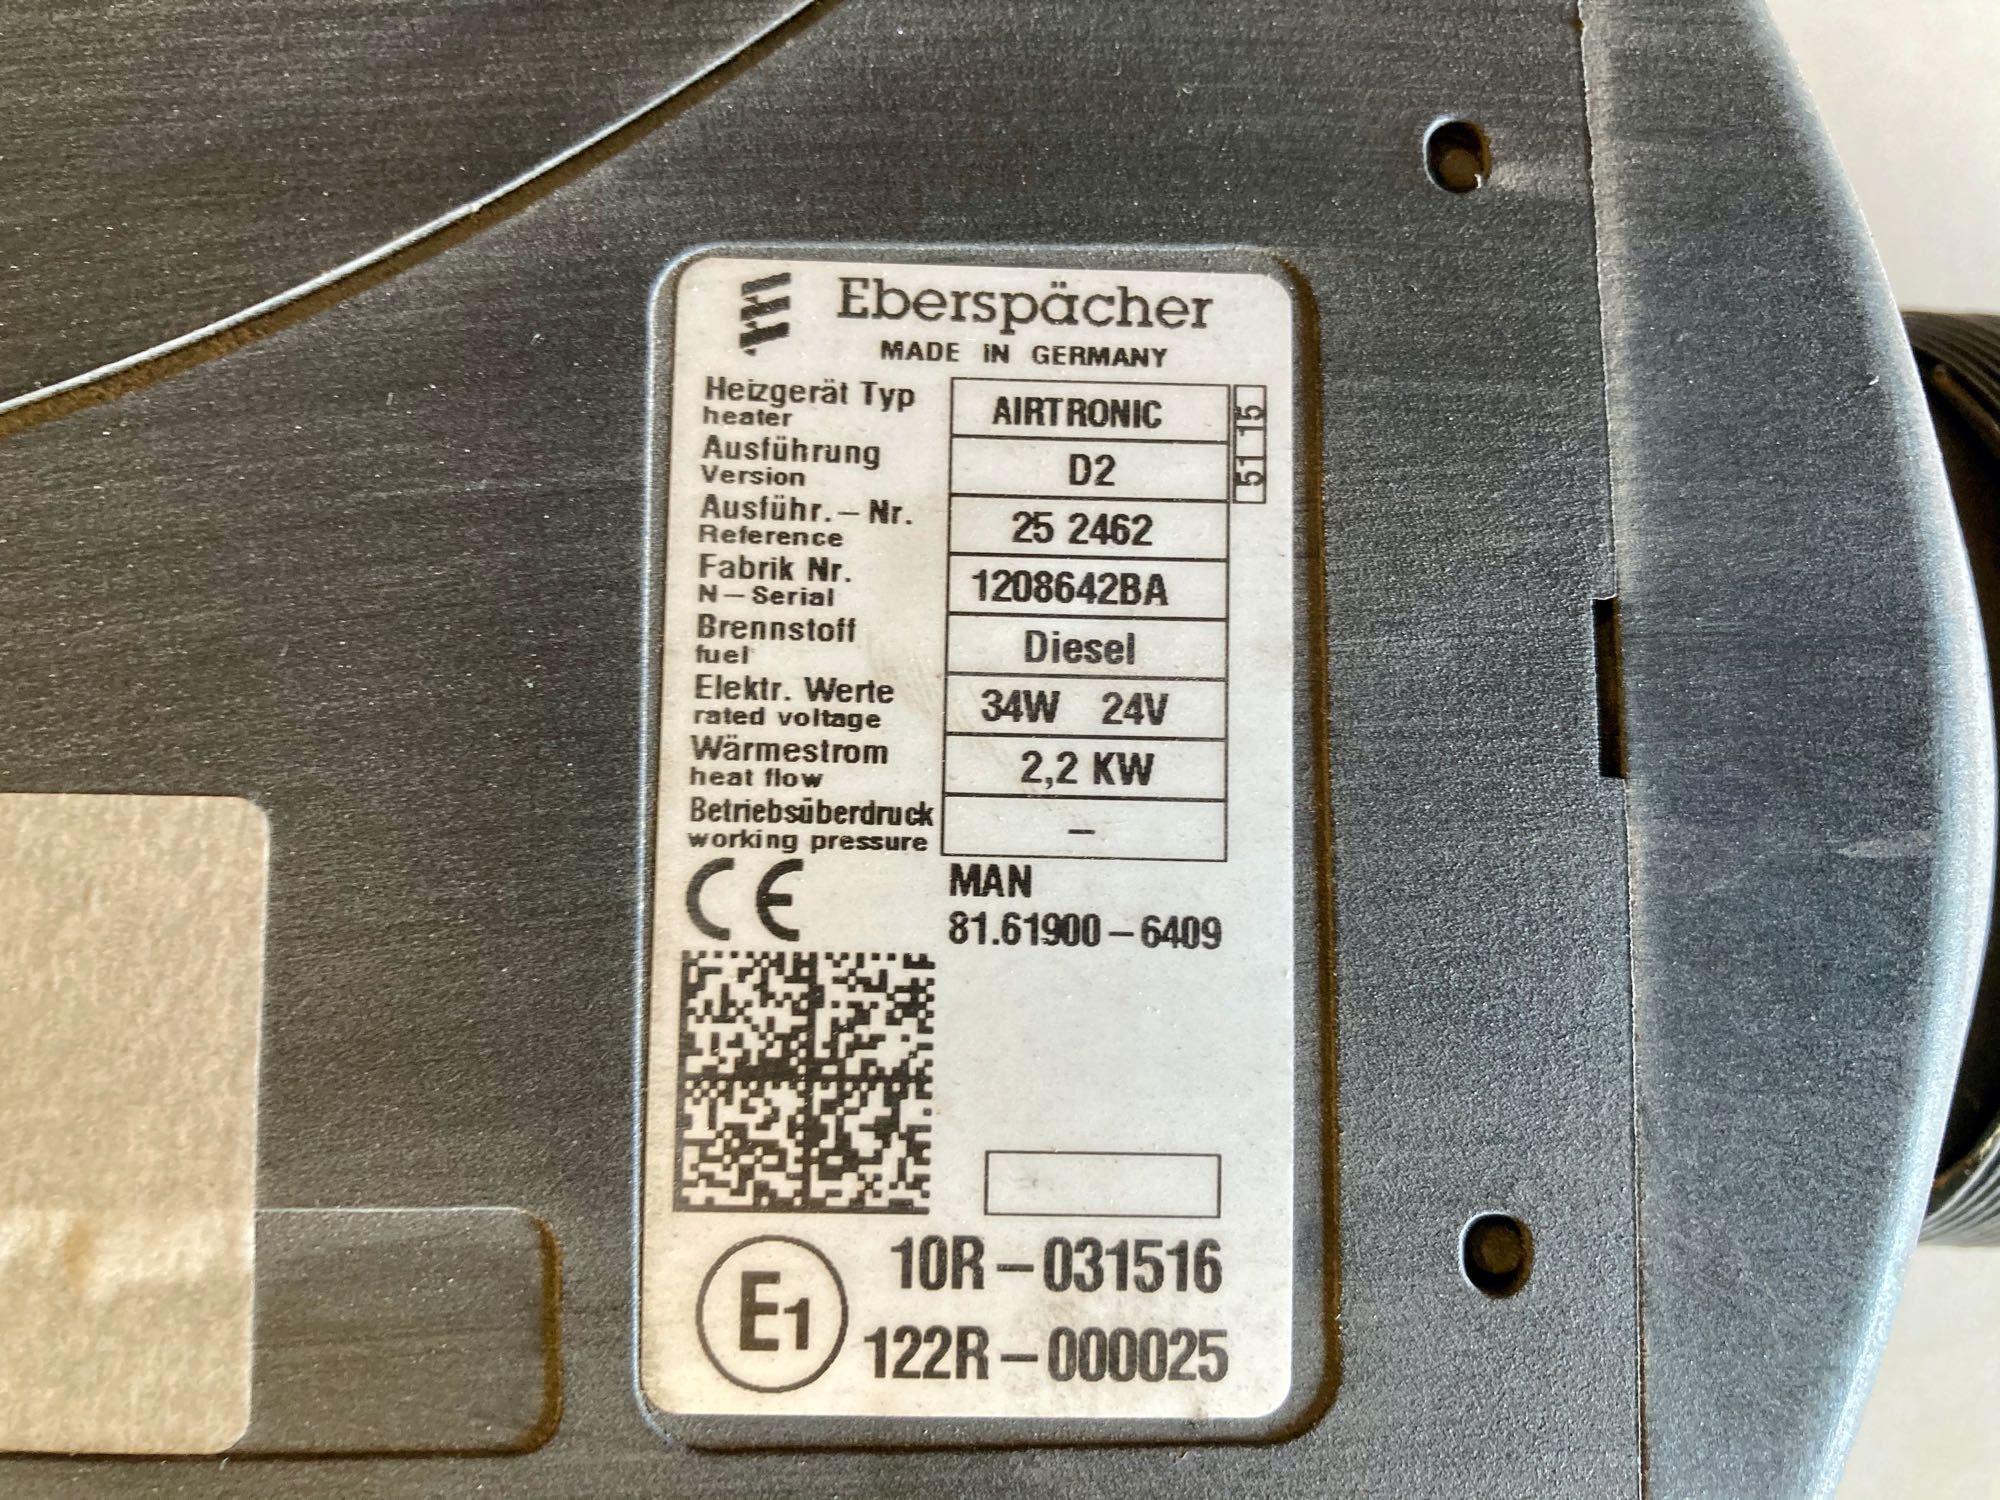 Eberspächer
MADE IN GERMANY
Heizgerät Typ
heater
AIRTRONIC
51 15
Ausführung
Version
D2
Ausführ.–Nr.
Reference
25 2462
Fabrik Nr.
N–Serial
1208642BA
Brennstoff
fuel
Diesel
Elektr. Werte
rated voltage
34W 24V
Wärmestrom
heat flow
2,2 KW
Betriebsüberdruck
working pressure
–
CE
MAN
81.61900–6409
E1
10R–031516
122R–000025